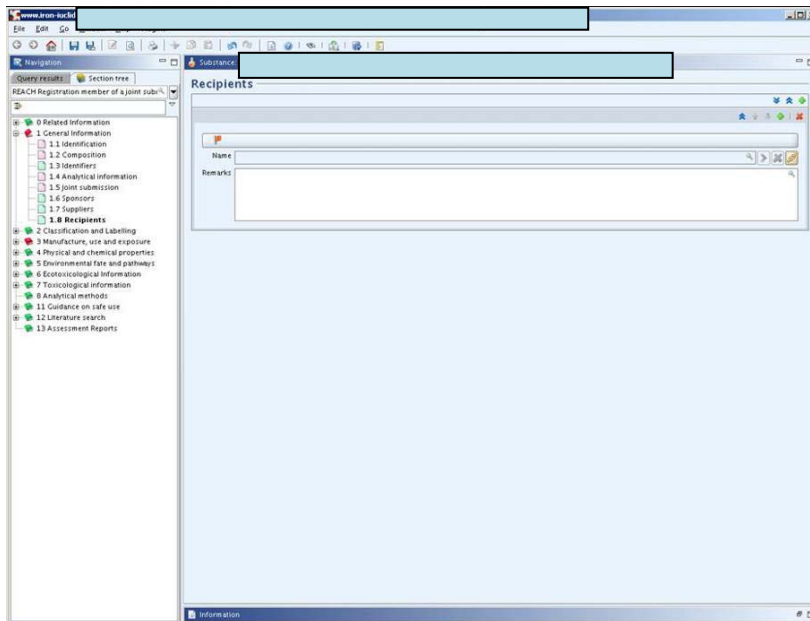 www.iron-iuclid
File Edit Go
Navigation
Query results Section tree
REACH Registration member of a joint subm
0 Related Information
1 General Information
1.1 Identification
1.2 Composition
1.3 Identifiers
1.4 Analytical information
1.5 Joint submission
1.6 Sponsors
1.7 Suppliers
1.8 Recipients
2 Classification and Labelling
3 Manufacture, use and exposure
4 Physical and chemical properties
5 Environmental fate and pathways
6 Ecotoxicological Information
7 Toxicological information
8 Analytical methods
11 Guidance on safe use
12 Literature search
13 Assessment Reports
Substance:
Recipients
Name
Remarks
Information